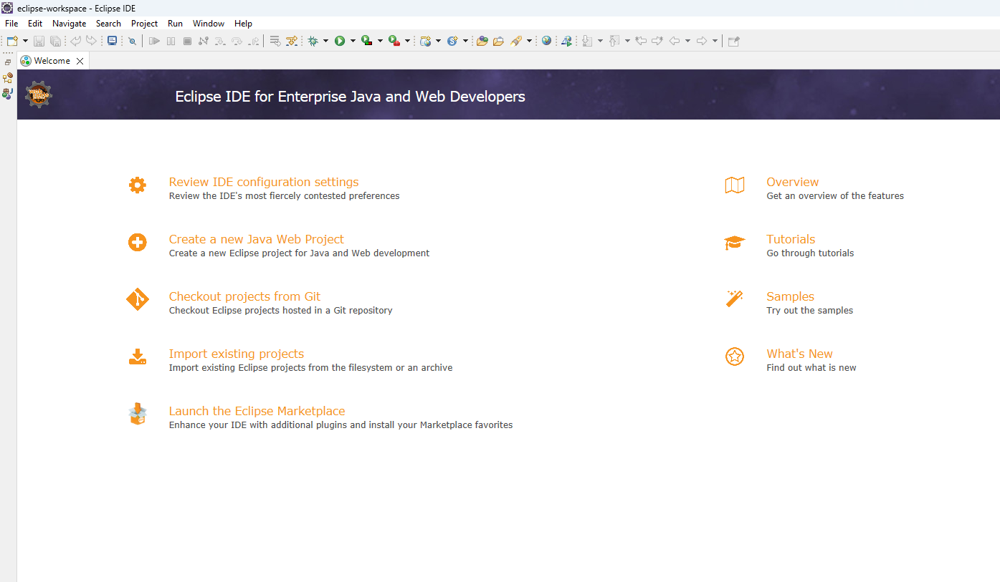 eclipse-workspace - Eclipse IDE
File Edit Navigate Search Project Run Window Help
Welcome
Eclipse IDE for Enterprise Java and Web Developers
Review IDE configuration settings
Review the IDE's most fiercely contested preferences
Create a new Java Web Project
Create a new Eclipse project for Java and Web development
Checkout projects from Git
Checkout Eclipse projects hosted in a Git repository
Import existing projects
Import existing Eclipse projects from the filesystem or an archive
Launch the Eclipse Marketplace
Enhance your IDE with additional plugins and install your Marketplace favorites
Overview
Get an overview of the features
Tutorials
Go through tutorials
Samples
Try out the samples
What's New
Find out what is new